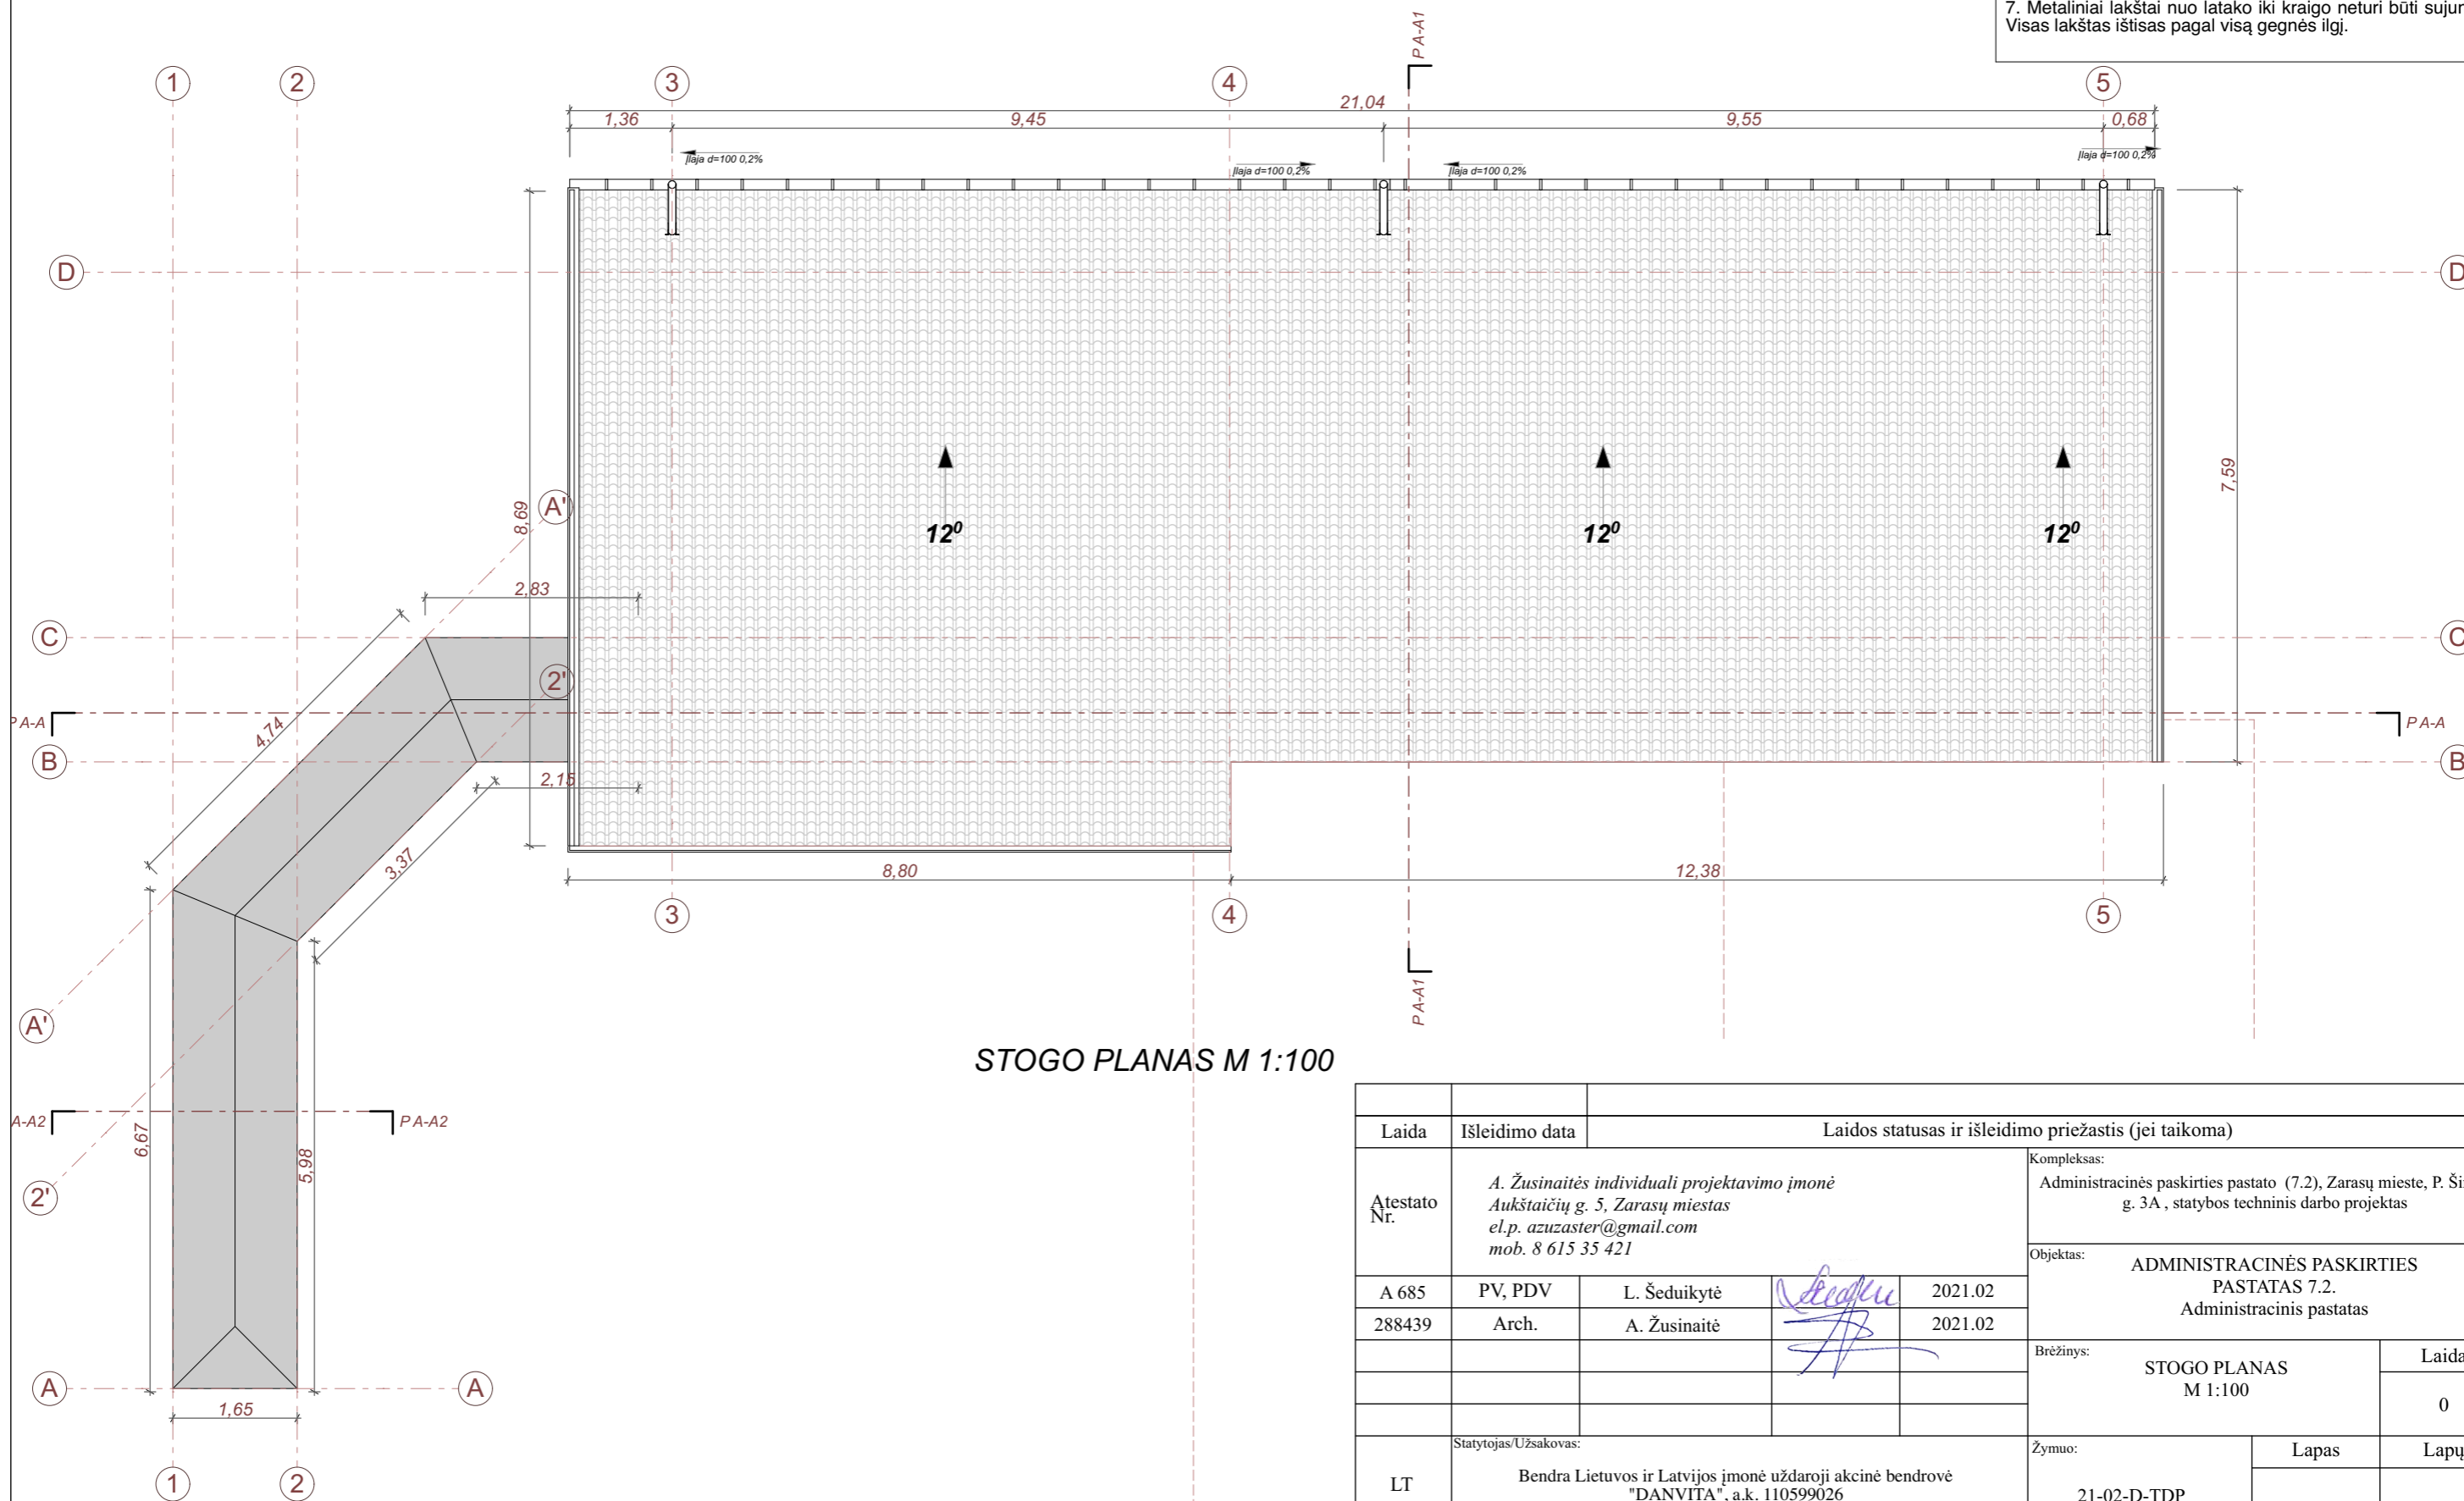 7. Metaliniai lakštai nuo latako iki kraigo neturi būti
Visas lakštas ištisas pagal visą gegnės ilgį.
P A-A1
1
2
3
4
5
21,04
1,36
9,45
9,55
0,68
Įlaja d=100 0,2%
Įlaja d=100 0,2%
Įlaja d=100 0,2%
Įlaja d=100 0,2%
D
D
8,69
A'
7,59
12⁰
12⁰
12⁰
2,83
C
C
2'
P A-A
P A-A
4,74
B
B
2,15
3,37
8,80
12,38
3
4
5
P A-A1
A'
STOGO PLANAS M 1:100
A-A2
P A-A2
6,67
5,98
2'
A
A
1,65
1
2
Laida
Išleidimo data
Laidos statusas ir išleidimo priežastis (jei taikoma)
Atestato
Nr.
A. Žusinaitės individuali projektavimo įmonė
Aukštaičių g. 5, Zarasų miestas
el.p. azuzaster@gmail.com
mob. 8 615 35 421
Kompleksas:
Administracinės paskirties pastato (7.2), Zarasų mieste, P.
g. 3A , statybos techninis darbo projektas
Objektas:
ADMINISTRACINĖS PASKIRTIES
PASTATAS 7.2.
Administracinis pastatas
A 685
PV, PDV
L. Šeduikytė
2021.02
288439
Arch.
A. Žusinaitė
2021.02
Brėžinys:
STOGO PLANAS
M 1:100
Laida
0
LT
Statytojas/Užsakovas:
Bendra Lietuvos ir Latvijos įmonė uždaroji akcinė bendrovė
"DANVITA", a.k. 110599026
Žymuo:
21-02-D-TDP
Lapas
Lapų